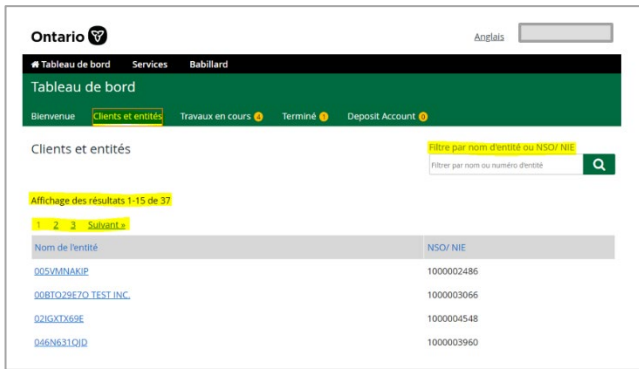 Ontario
Anglais
Tableau de bord Services Babillard
Tableau de bord
Bienvenue Clients et entités Travaux en cours 4 Terminé 1 Deposit Account 0
Clients et entités
Filtre par nom d'entité ou NSO/ NIE
Filtrer par nom ou numéro d'entité
Affichage des résultats 1-15 de 37
1 2 3 Suivant »
Nom de l'entité NSO/ NIE
005VMNAKIP 1000002486
00BTO29E7O TEST INC. 1000003066
02IGXTX69E 1000004548
046N631QJD 1000003960